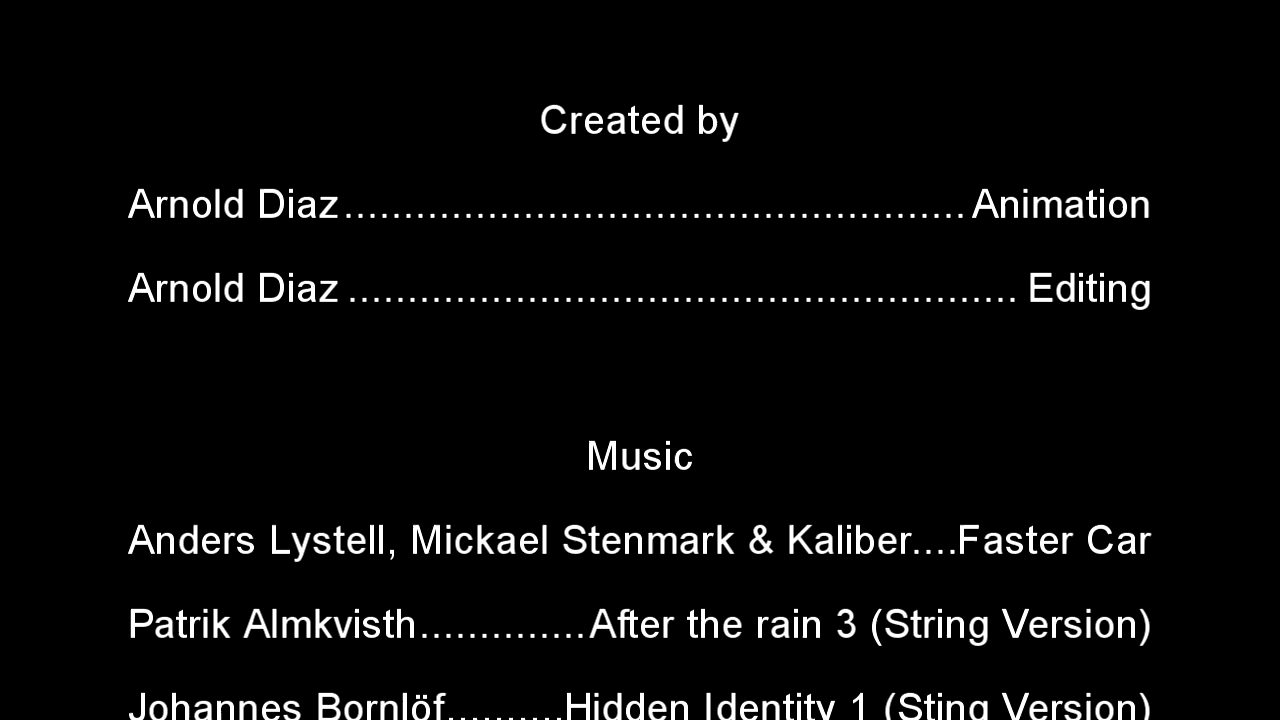 Created by
Arnold Diaz.................................................... Animation
Arnold Diaz ........................................................ Editing
Music
Anders Lystell, Mickael Stenmark & Kaliber....Faster Car
Patrik Almkvisth..............After the rain 3 (String Version)
Johannes Bornlöf..........Hidden Identity 1 (Sting Version)